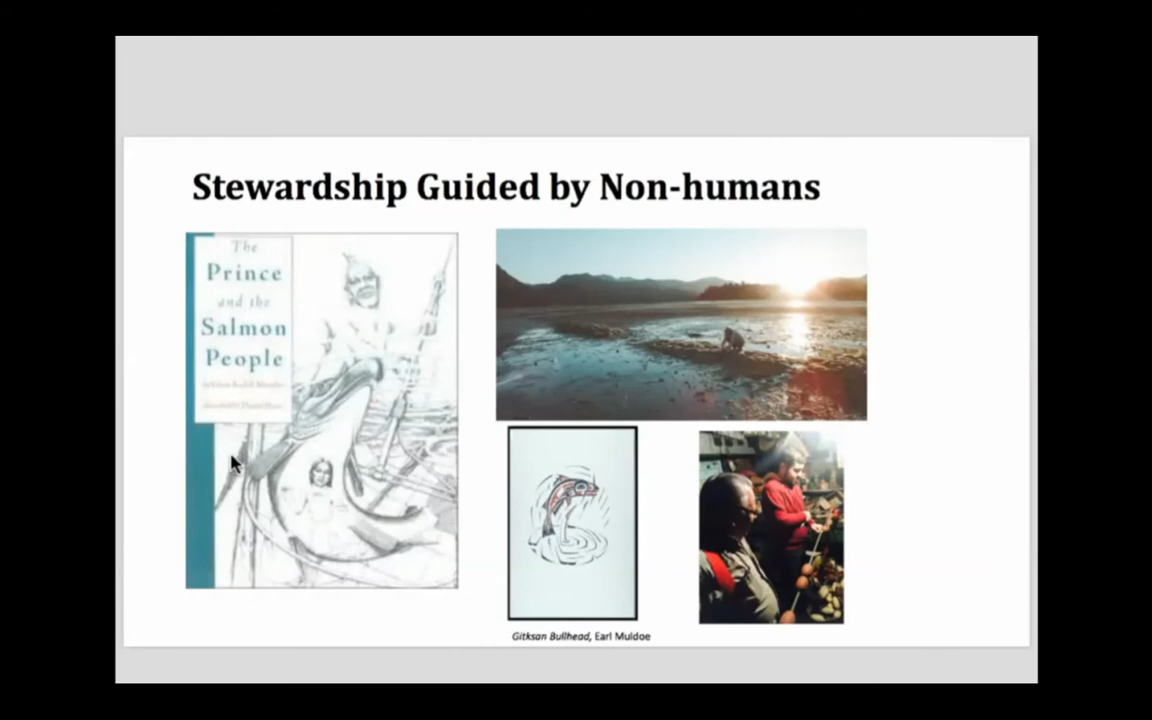 Stewardship Guided by Non-humans
The
Prince
and the
Salmon
People
Gitksan Bullhead, Earl Muldoe